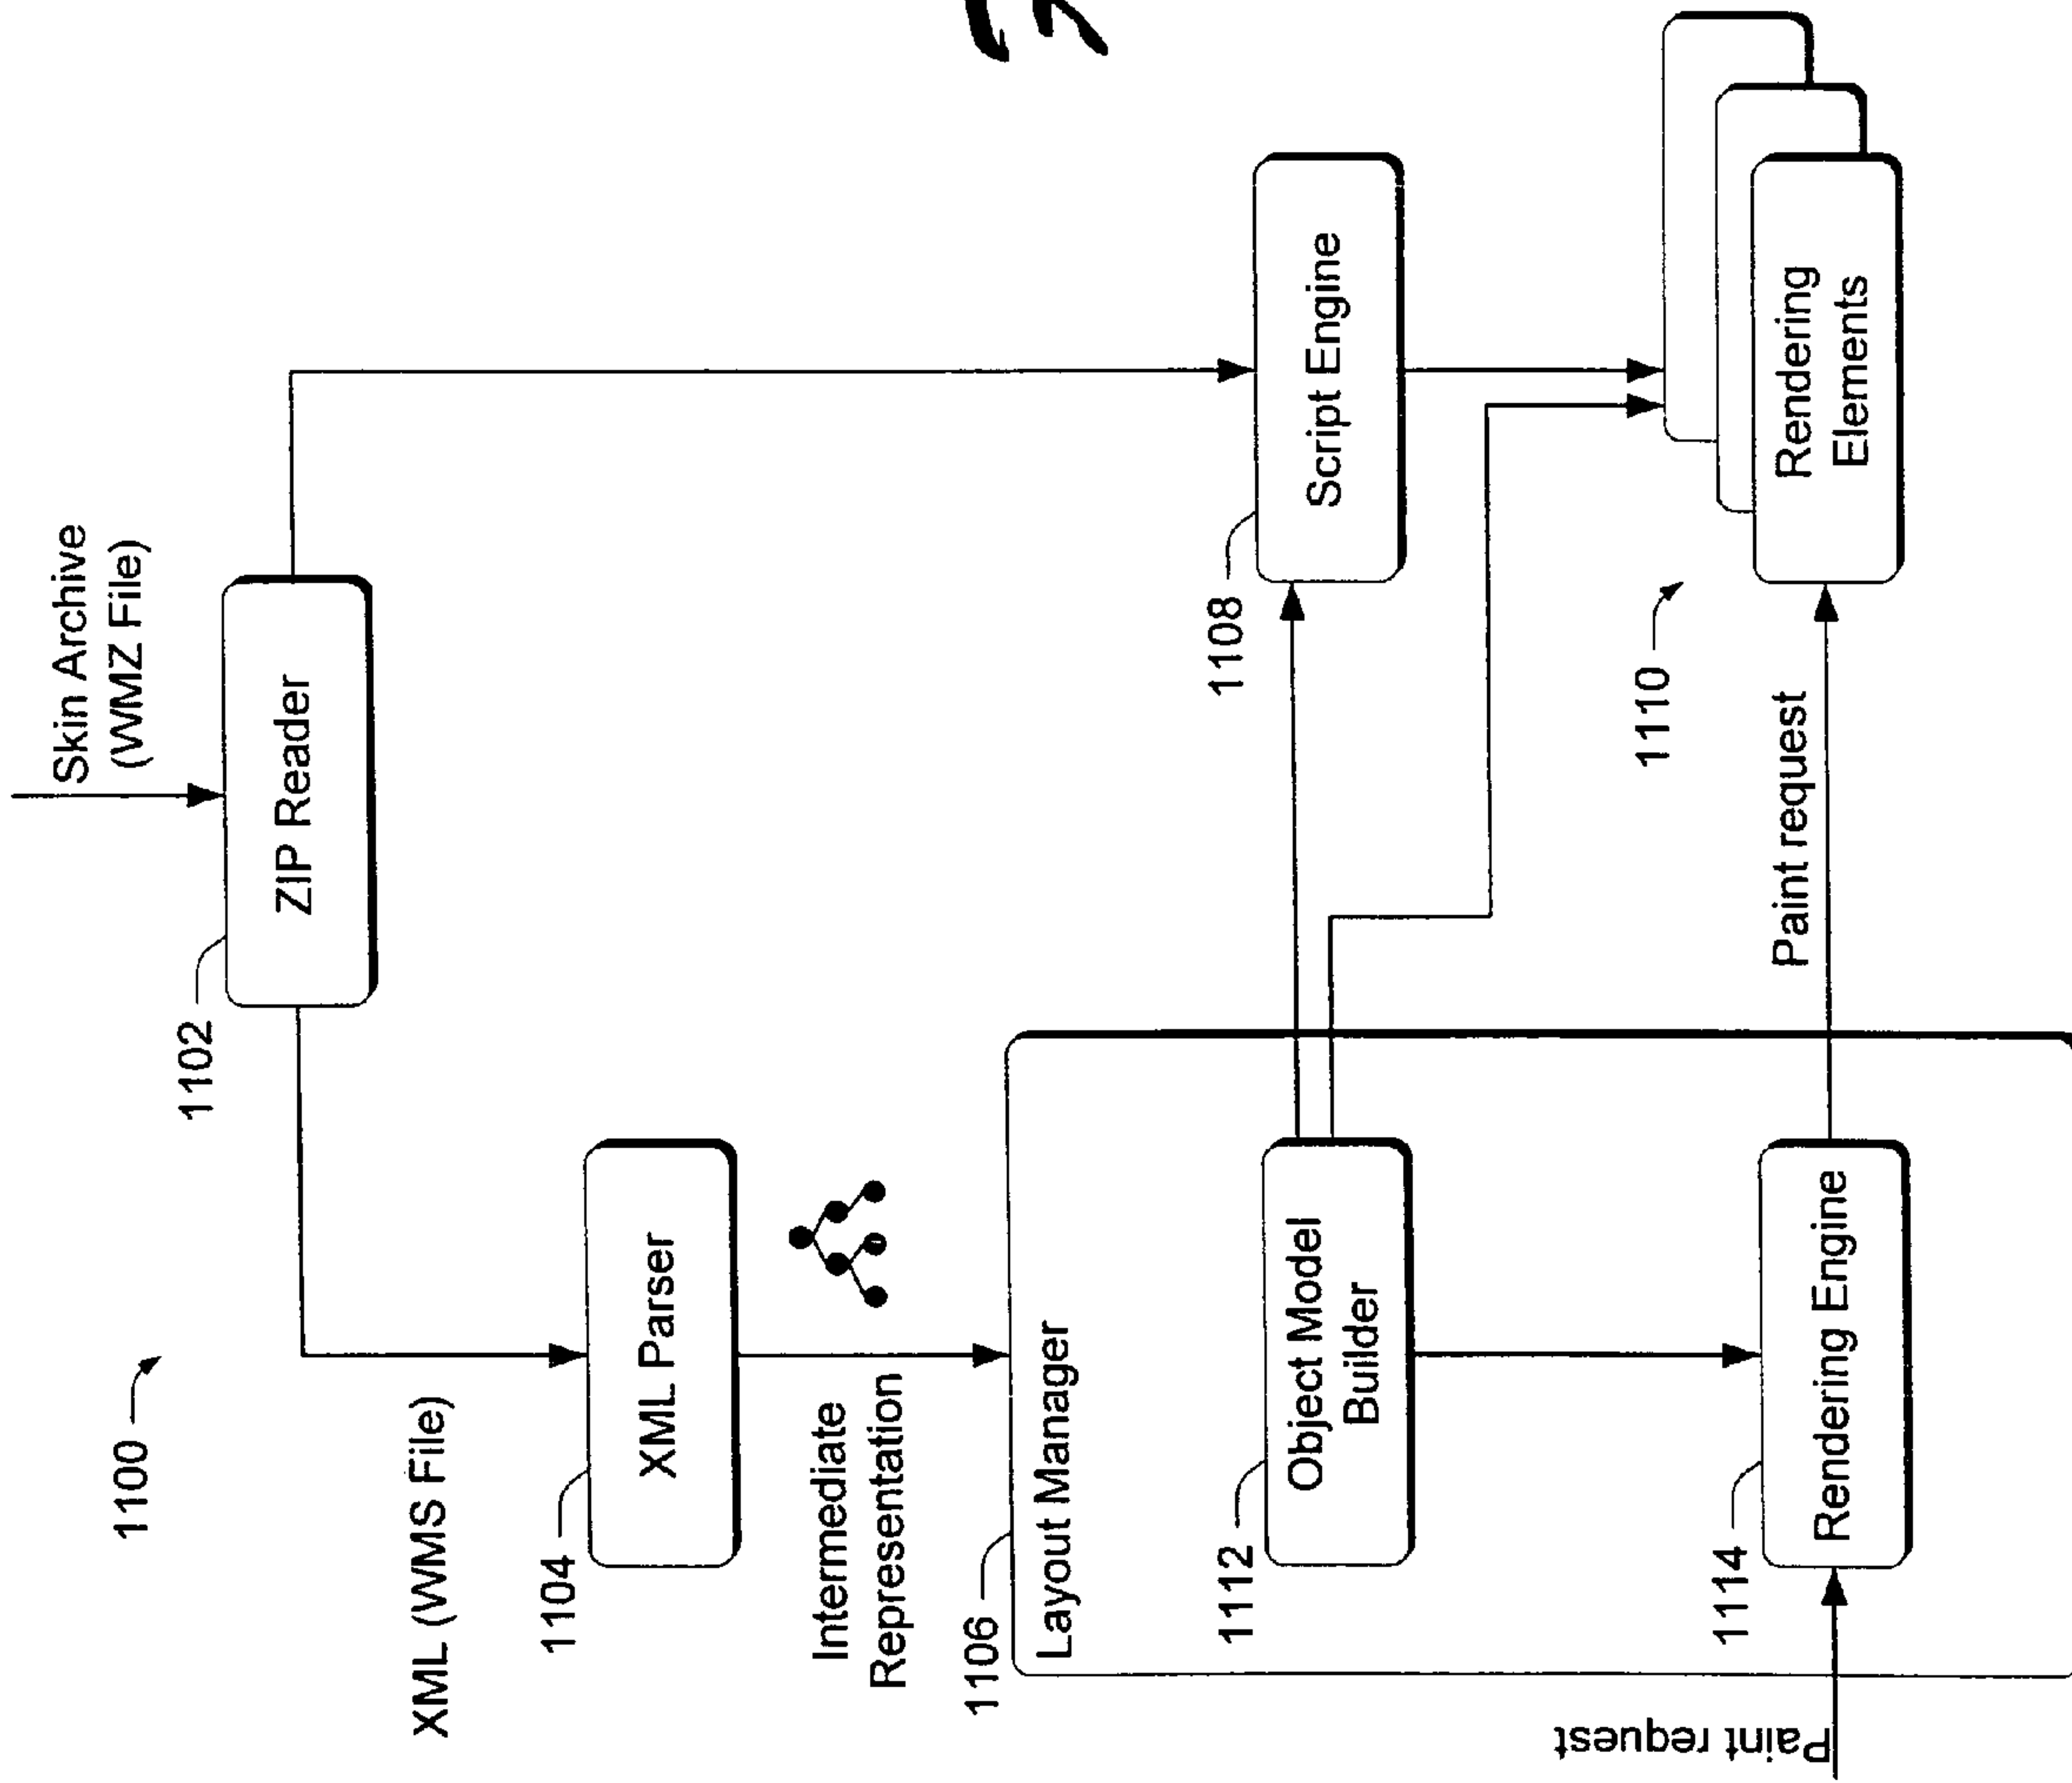 1100
Skin Archive
(WMZ File)
1102
ZIP Reader
XML (WMS File)
1104
XML Parser
Intermediate
Representation
1106
Layout Manager
1108
Script Engine
1112
Object Model
Builder
1110
Rendering
Elements
1114
Rendering Engine
Paint request
Paint request